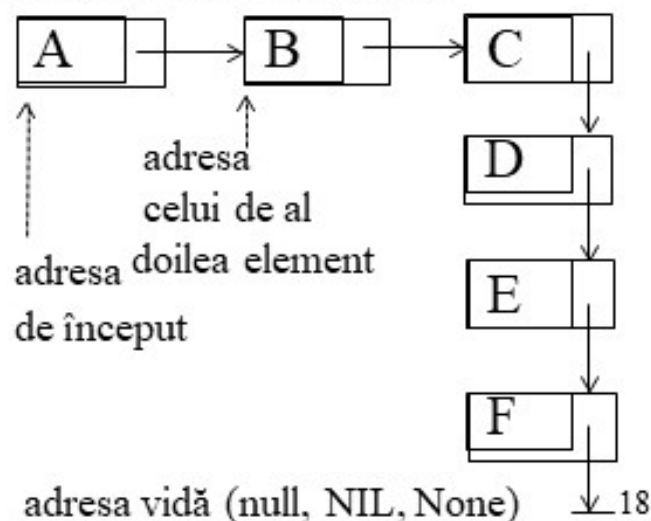 A B C
D
adresa
celui de al
doilea element
adresa
de început
E
F
adresa vidă (null, NIL, None)
18